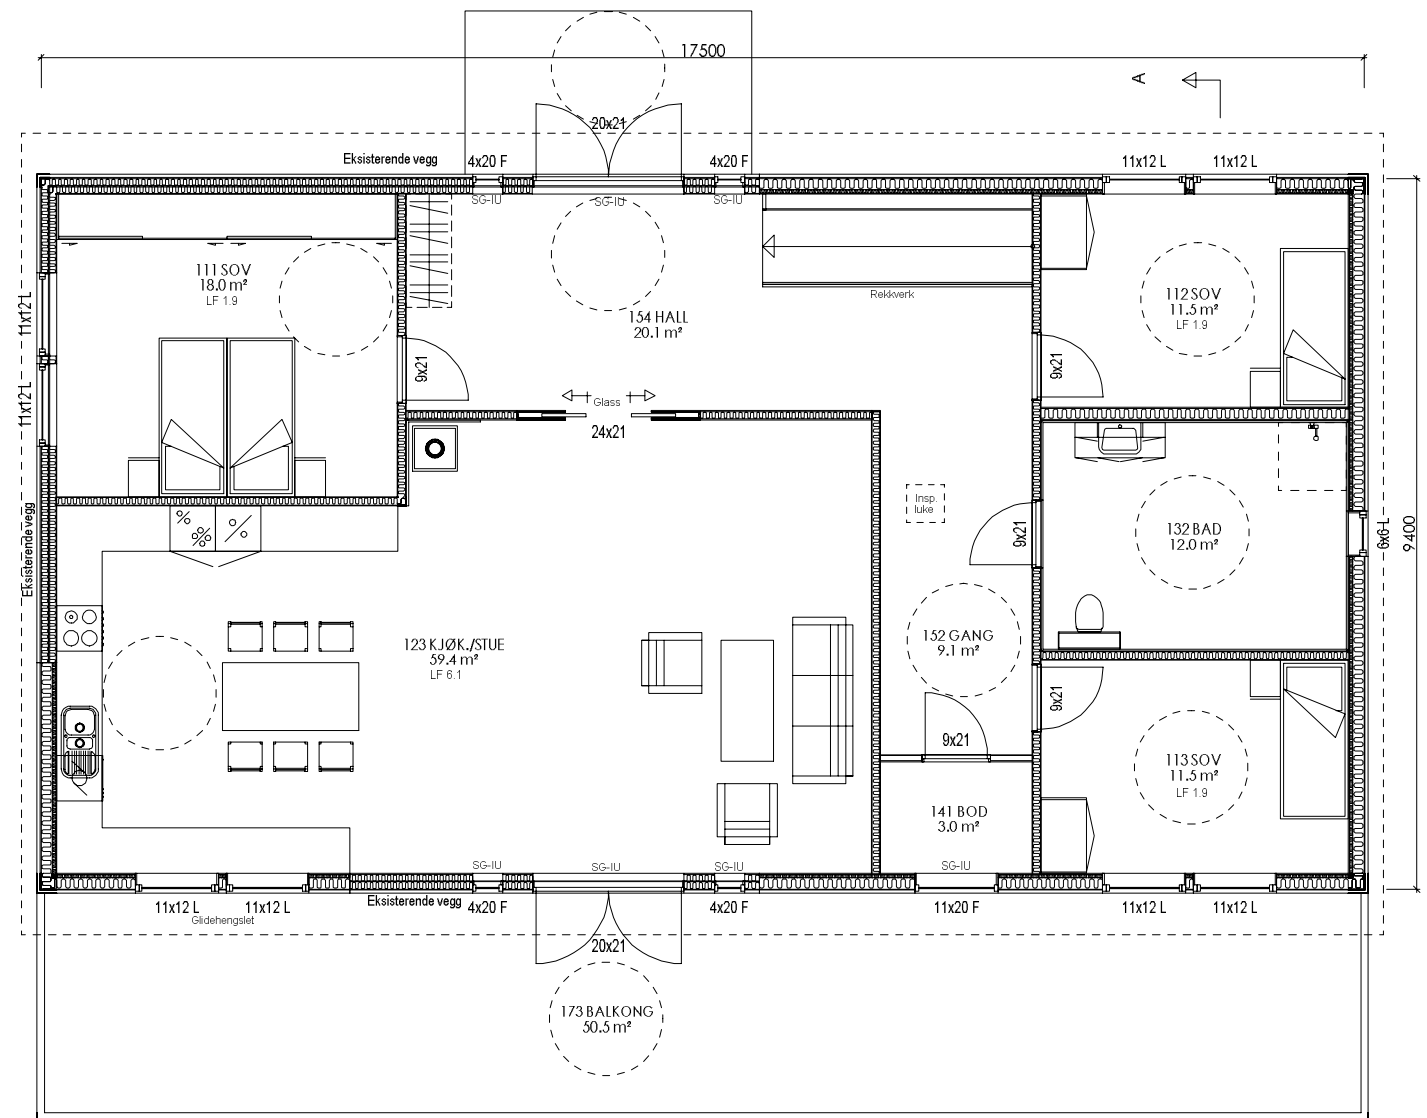 17500
A
20x21
Eksisterende vegg
4x20 F
4x20 F
11x12 L
11x12 L
SG-IU
SG-IU
SG-IU
111 SOV
18.0 m²
LF 1.9
11x12 L
11x12 L
Eksisterende vegg
9x21
154 HALL
20.1 m²
Rekkverk
Glass
24x21
112 SOV
11.5 m²
LF 1.9
9x21
Insp.
luke
9x21
132 BAD
12.0 m²
6x6 L
9400
123 KJØK./STUE
59.4 m²
LF 6.1
152 GANG
9.1 m²
9x21
9x21
113 SOV
11.5 m²
LF 1.9
141 BOD
3.0 m²
SG-IU
SG-IU
SG-IU
SG-IU
11x12 L
11x12 L
Glidehengslet
Eksisterende vegg
4x20 F
4x20 F
11x20 F
11x12 L
11x12 L
20x21
173 BALKONG
50.5 m²